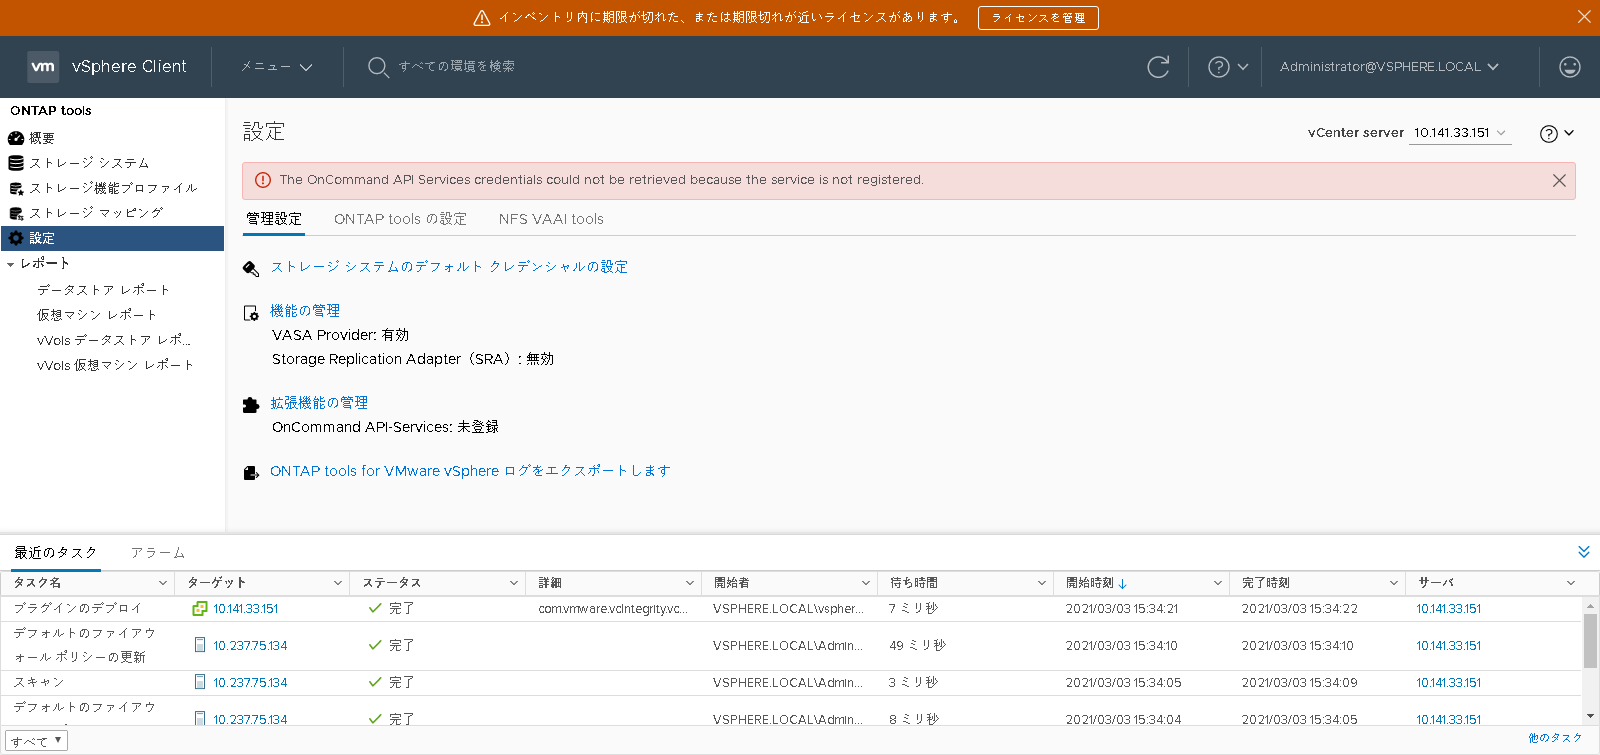 インベントリ内に期限が切れた、または期限切れが近いライセンスがあります。 ライセンスを管理
vm vSphere Client メニュー すべての環境を検索 Administrator@VSPHERE.LOCAL
ONTAP tools
概要
ストレージ システム
ストレージ機能プロファイル
ストレージ マッピング
設定
レポート
データストア レポート
仮想マシン レポート
vVols データストア レポ...
vVols 仮想マシン レポート
設定
vCenter server 10.141.33.151
The OnCommand API Services credentials could not be retrieved because the service is not registered.
管理設定 ONTAP tools の設定 NFS VAAI tools
ストレージ システムのデフォルト クレデンシャルの設定
機能の管理
VASA Provider: 有効
Storage Replication Adapter（SRA）: 無効
拡張機能の管理
OnCommand API-Services: 未登録
ONTAP tools for VMware vSphere ログをエクスポートします
最近のタスク アラーム
タスク名 ターゲット ステータス 詳細 開始者 待ち時間 開始時刻 完了時刻 サーバ
プラグインのデプロイ 10.141.33.151 完了 com.vmware.vcIntegrity.vc... VSPHERE.LOCAL\vspher... 7 ミリ秒 2021/03/03 15:34:21 2021/03/03 15:34:22 10.141.33.151
デフォルトのファイアウ
ォール ポリシーの更新 10.237.75.134 完了 VSPHERE.LOCAL\Admin... 49 ミリ秒 2021/03/03 15:34:10 2021/03/03 15:34:10 10.141.33.151
スキャン 10.237.75.134 完了 VSPHERE.LOCAL\Admin... 3 ミリ秒 2021/03/03 15:34:05 2021/03/03 15:34:09 10.141.33.151
デフォルトのファイアウ
10.237.75.134 完了 VSPHERE.LOCAL\Admin... 8 ミリ秒 2021/03/03 15:34:04 2021/03/03 15:34:05 10.141.33.151
すべて 他のタスク